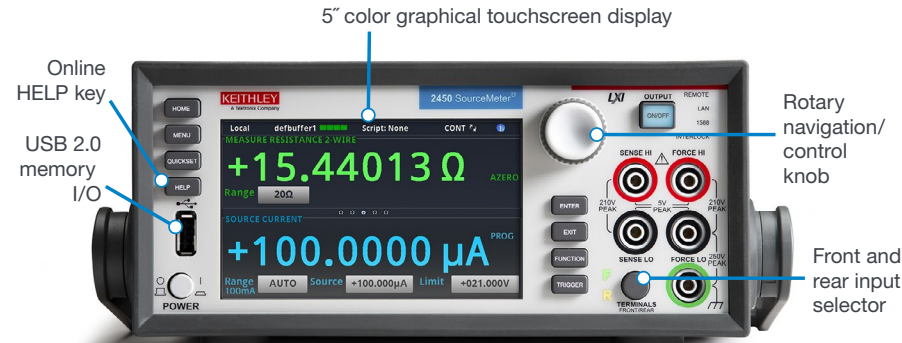 5″ color graphical touchscreen display
Online
HELP key
USB 2.0
memory
I/O
KEITHLEY
A Tektronix Company
2450 SourceMeter
HOME
MENU
QUICKSET
HELP
POWER
Local defbuffer1 Script: None CONT
MEASURE RESISTANCE 2-WIRE
+15.44013 Ω
AZERO
Range 20Ω
SOURCE CURRENT
+100.0000 µA
PROG
Range
100mA
AUTO Source +100.000µA Limit +021.000V
LXI
OUTPUT
ON/OFF
REMOTE
LAN
1588
INTERLOCK
SENSE HI FORCE HI
210V
PEAK
5V
PEAK
210V
PEAK
SENSE LO FORCE LO
250V
PEAK
ENTER
EXIT
FUNCTION
TRIGGER
F
R
TERMINALS
FRONT/REAR
Rotary
navigation/
control
knob
Front and
rear input
selector